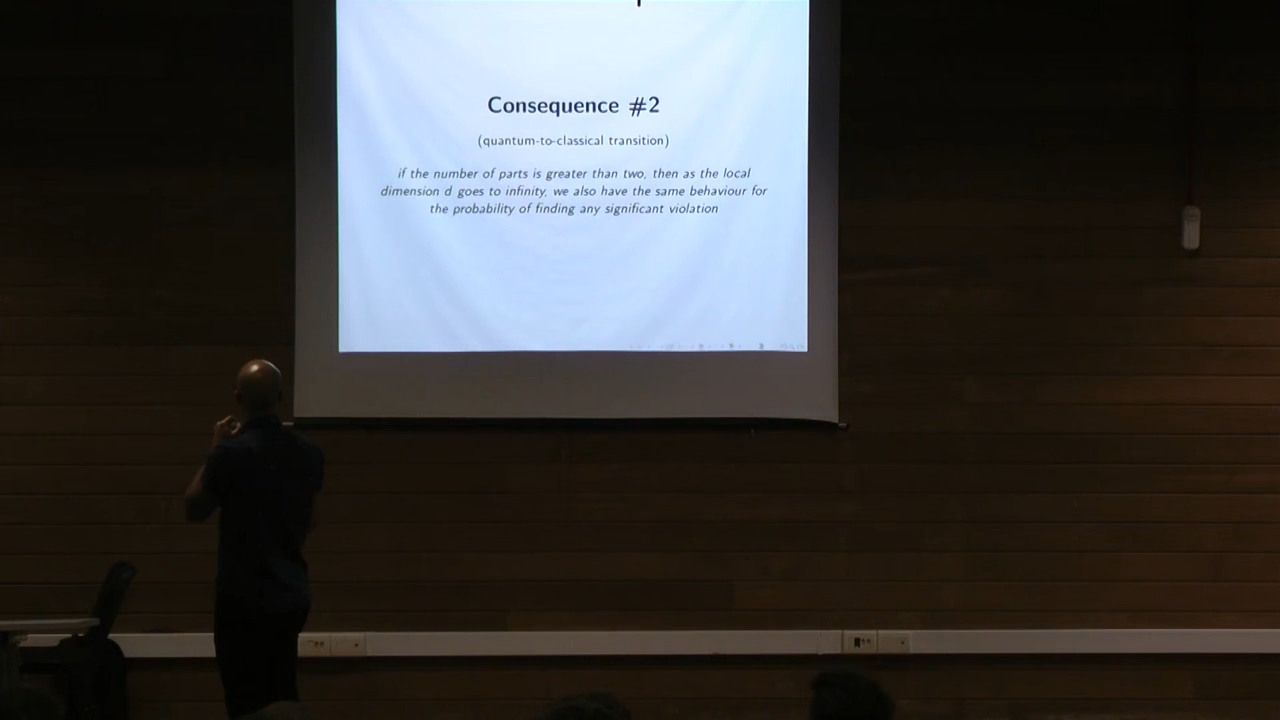 Consequence #2
(quantum-to-classical transition)
if the number of parts is greater than two, then as the local
dimension d goes to infinity, we also have the same behaviour for
the probability of finding any significant violation